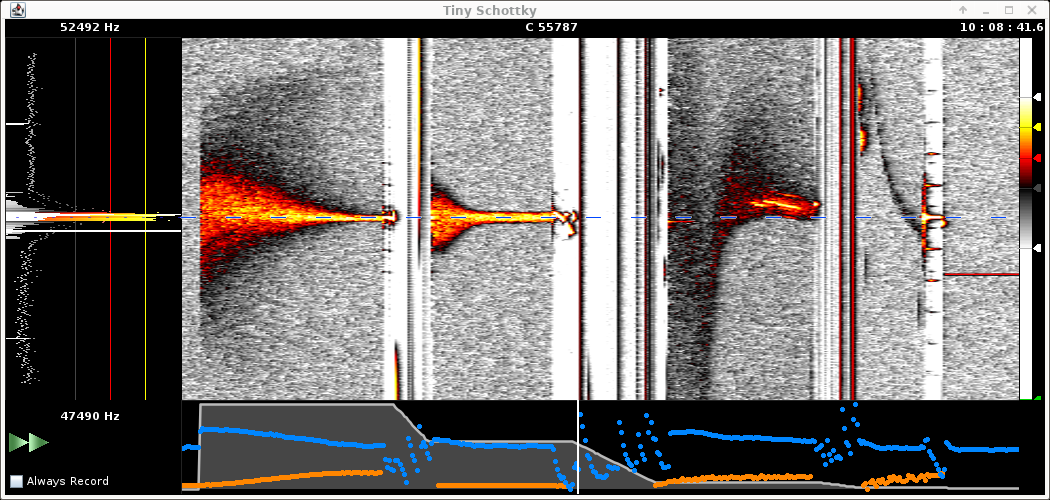 Tiny Schottky
52492 Hz
C 55787
10 : 08 : 41.6
47490 Hz
Always Record